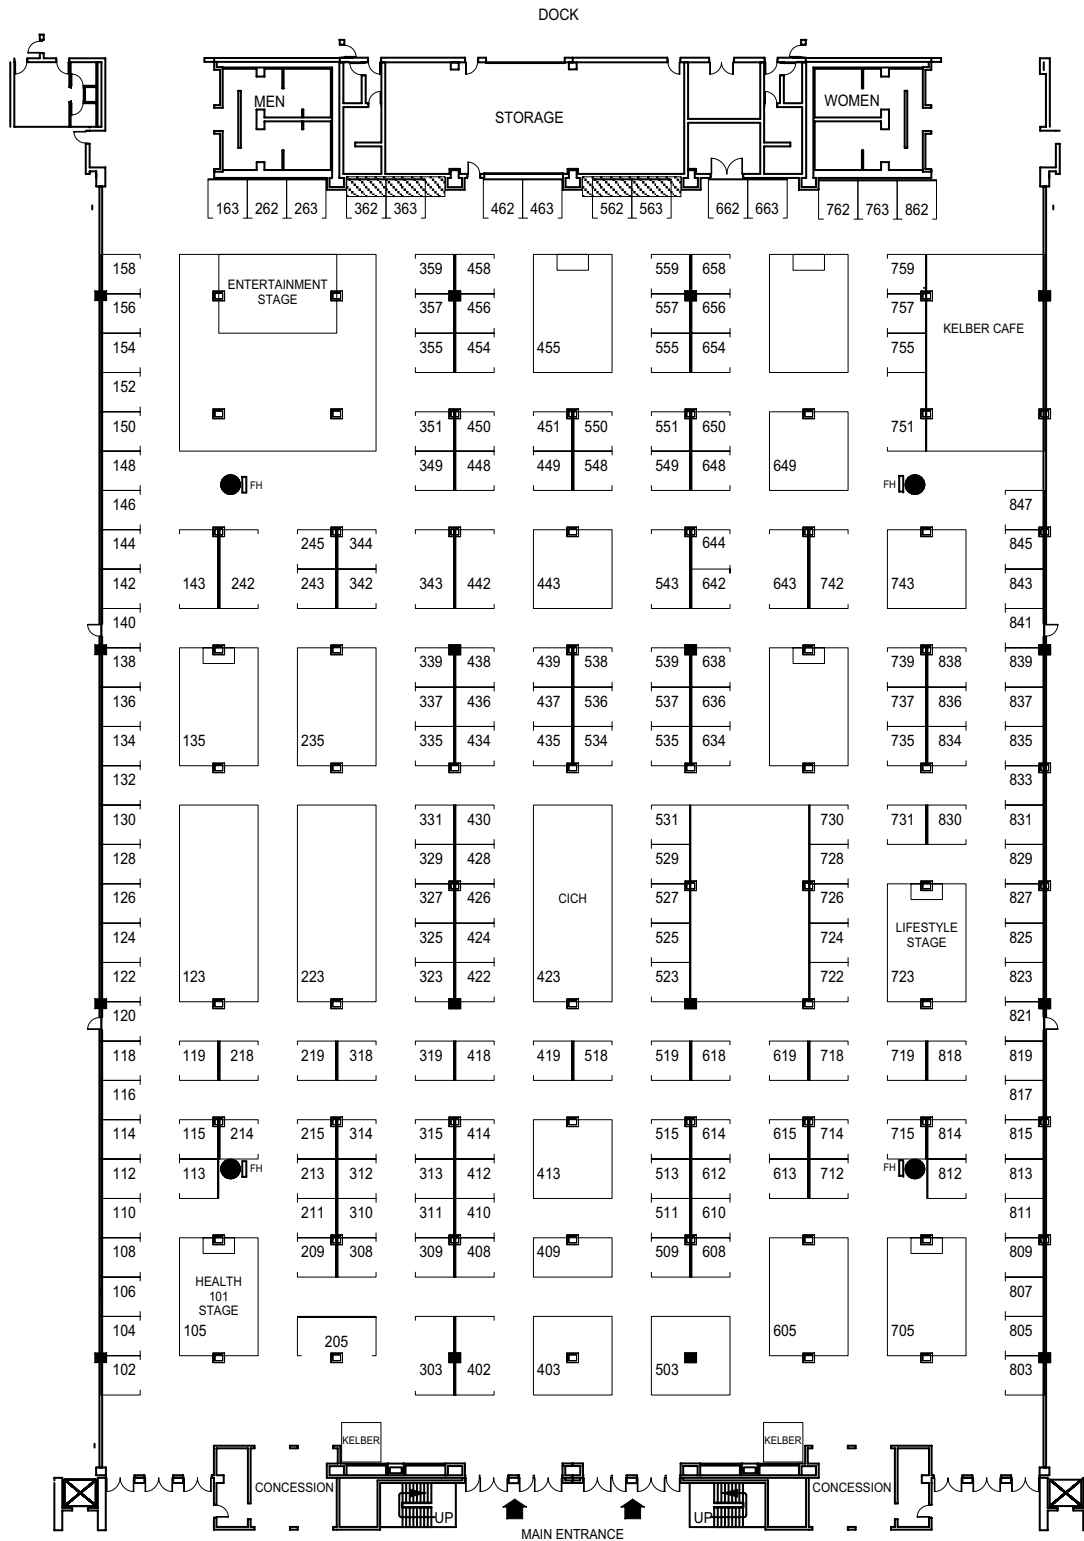 DOCK
MEN
STORAGE
WOMEN
163 262 263 362 363 462 463 562 563 662 663 762 763 862
158 359 458 559 658 759
ENTERTAINMENT
STAGE
156 357 456 557 656 757
KELBER CAFE
154 355 454 455 555 654 755
152
150 351 450 451 550 551 650 751
148 349 448 449 548 549 648 649
FH FH
146 847
144 245 344 644 845
142 143 242 243 342 343 442 443 543 642 643 742 743 843
140 841
138 339 438 439 538 539 638 739 838 839
136 337 436 437 536 537 636 737 836 837
134 135 235 335 434 435 534 535 634 735 834 835
132 833
130 331 430 531 730 731 830 831
128 329 428 529 728 829
126 327 426 CICH 527 726 827
124 325 424 525 724 825
LIFESTYLE
STAGE
122 123 223 323 422 423 523 722 723 823
120 821
118 119 218 219 318 319 418 419 518 519 618 619 718 719 818 819
116 817
114 115 214 215 314 315 414 515 614 615 714 715 814 815
112 113 FH 213 312 313 412 413 513 612 613 712 FH 812 813
110 211 310 311 410 511 610 811
108 209 308 309 408 409 509 608 809
HEALTH
101
STAGE
106 807
104 105 605 705 805
205
102 303 402 403 503 803
KELBER KELBER
CONCESSION CONCESSION
UP UP
MAIN ENTRANCE